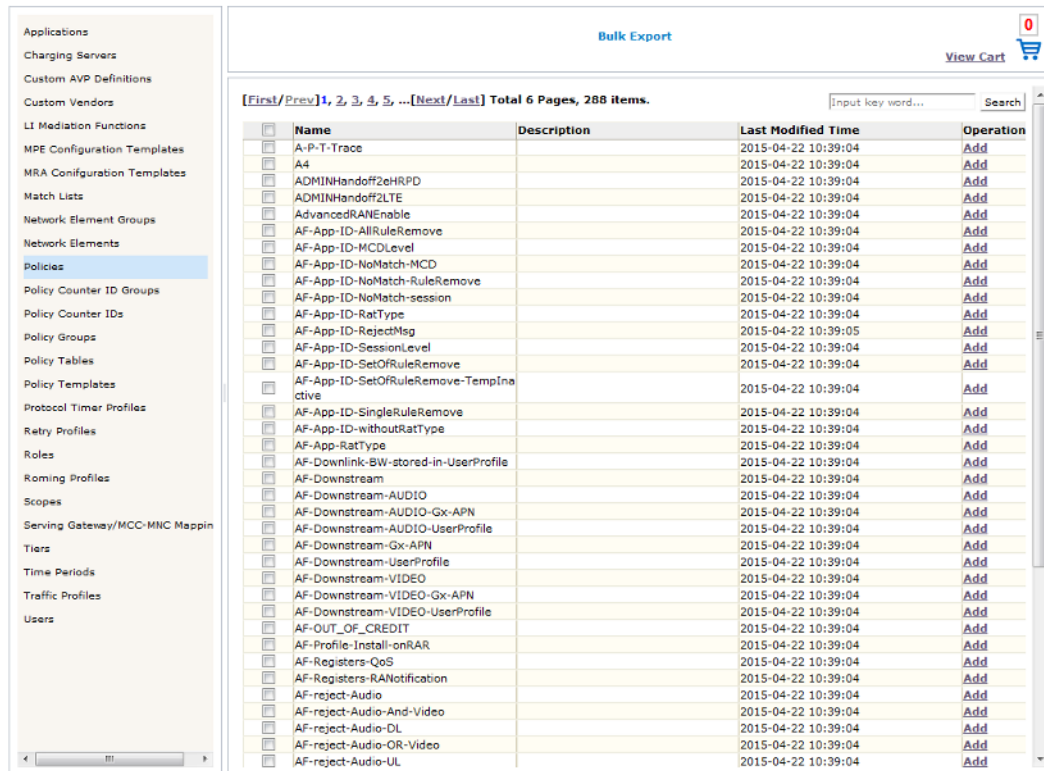 Applications
Charging Servers
Custom AVP Definitions
Custom Vendors
LI Mediation Functions
MPE Configuration Templates
MRA Conifguration Templates
Match Lists
Network Element Groups
Network Elements
Policies
Policy Counter ID Groups
Policy Counter IDs
Policy Groups
Policy Tables
Policy Templates
Protocol Timer Profiles
Retry Profiles
Roles
Roming Profiles
Scopes
Serving Gateway/MCC-MNC Mappin
Tiers
Time Periods
Traffic Profiles
Users
Bulk Export
0
View Cart
[First/Prev]1, 2, 3, 4, 5, ...[Next/Last] Total 6 Pages, 288 items.
Input key word... Search
Name Description Last Modified Time Operation
A-P-T-Trace 2015-04-22 10:39:04 Add
A4 2015-04-22 10:39:04 Add
ADMINHandoff2eHRPD 2015-04-22 10:39:04 Add
ADMINHandoff2LTE 2015-04-22 10:39:04 Add
AdvancedRANEnable 2015-04-22 10:39:04 Add
AF-App-ID-AllRuleRemove 2015-04-22 10:39:04 Add
AF-App-ID-MCDLevel 2015-04-22 10:39:04 Add
AF-App-ID-NoMatch-MCD 2015-04-22 10:39:04 Add
AF-App-ID-NoMatch-RuleRemove 2015-04-22 10:39:04 Add
AF-App-ID-NoMatch-session 2015-04-22 10:39:04 Add
AF-App-ID-RatType 2015-04-22 10:39:04 Add
AF-App-ID-RejectMsg 2015-04-22 10:39:05 Add
AF-App-ID-SessionLevel 2015-04-22 10:39:04 Add
AF-App-ID-SetOfRuleRemove 2015-04-22 10:39:04 Add
AF-App-ID-SetOfRuleRemove-TempIna
ctive 2015-04-22 10:39:04 Add
AF-App-ID-SingleRuleRemove 2015-04-22 10:39:04 Add
AF-App-ID-withoutRatType 2015-04-22 10:39:04 Add
AF-App-RatType 2015-04-22 10:39:04 Add
AF-Downlink-BW-stored-in-UserProfile 2015-04-22 10:39:04 Add
AF-Downstream 2015-04-22 10:39:04 Add
AF-Downstream-AUDIO 2015-04-22 10:39:04 Add
AF-Downstream-AUDIO-Gx-APN 2015-04-22 10:39:04 Add
AF-Downstream-AUDIO-UserProfile 2015-04-22 10:39:04 Add
AF-Downstream-Gx-APN 2015-04-22 10:39:04 Add
AF-Downstream-UserProfile 2015-04-22 10:39:04 Add
AF-Downstream-VIDEO 2015-04-22 10:39:04 Add
AF-Downstream-VIDEO-Gx-APN 2015-04-22 10:39:04 Add
AF-Downstream-VIDEO-UserProfile 2015-04-22 10:39:04 Add
AF-OUT_OF_CREDIT 2015-04-22 10:39:04 Add
AF-Profile-Install-onRAR 2015-04-22 10:39:04 Add
AF-Registers-QoS 2015-04-22 10:39:04 Add
AF-Registers-RANotification 2015-04-22 10:39:04 Add
AF-reject-Audio 2015-04-22 10:39:04 Add
AF-reject-Audio-And-Video 2015-04-22 10:39:04 Add
AF-reject-Audio-DL 2015-04-22 10:39:04 Add
AF-reject-Audio-OR-Video 2015-04-22 10:39:04 Add
AF-reject-Audio-UL 2015-04-22 10:39:04 Add